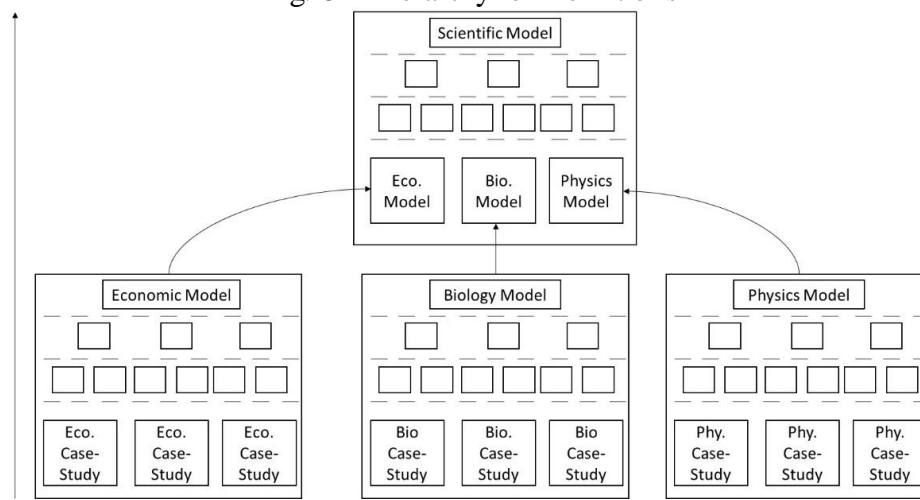 Scientific Model
Eco.
Model
Bio.
Model
Physics
Model
Economic Model
Biology Model
Physics Model
Eco.
Case-
Study
Eco.
Case-
Study
Eco.
Case-
Study
Bio
Case-
Study
Bio.
Case-
Study
Bio
Case-
Study
Phy.
Case-
Study
Phy.
Case-
Study
Phy.
Case-
Study